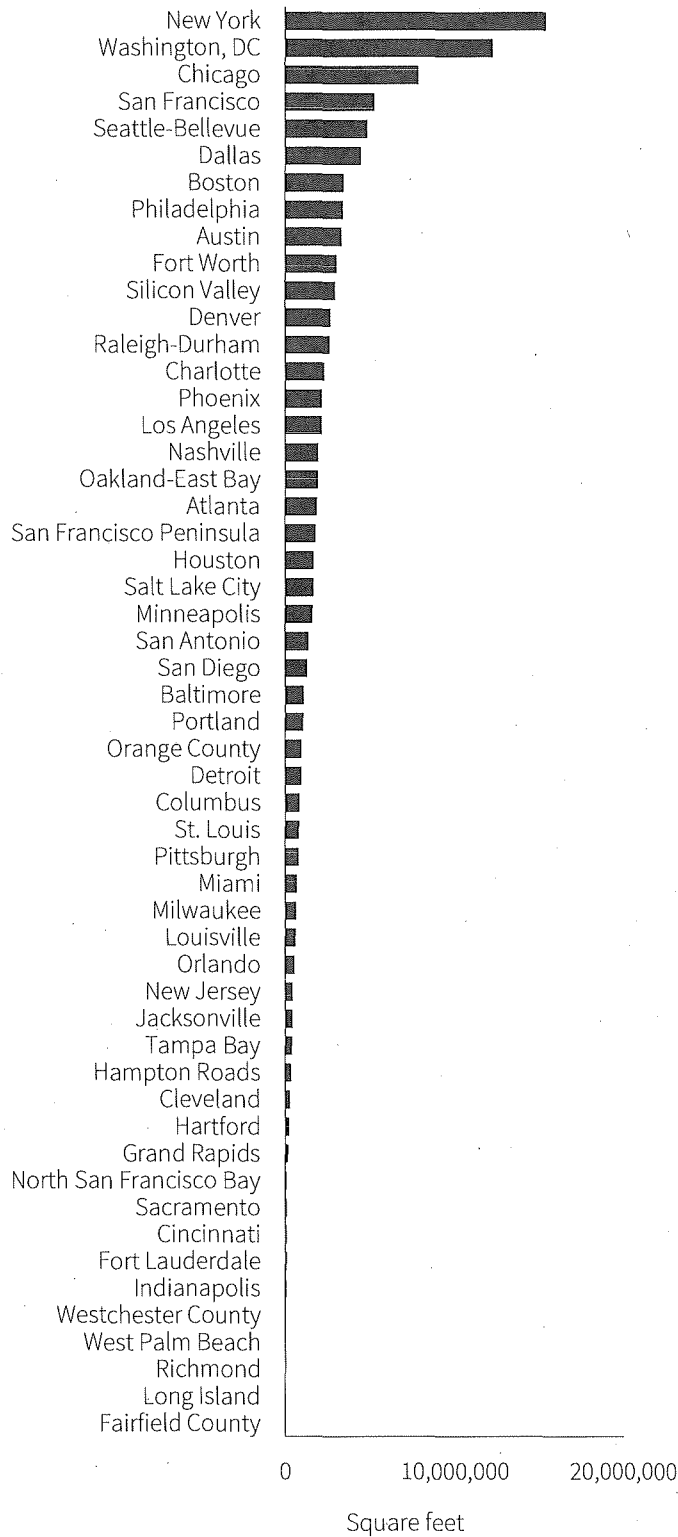 New York
Washington, DC
Chicago
San Francisco
Seattle-Bellevue
Dallas
Boston
Philadelphia
Austin
Fort Worth
Silicon Valley
Denver
Raleigh-Durham
Charlotte
Phoenix
Los Angeles
Nashville
Oakland-East Bay
Atlanta
San Francisco Peninsula
Houston
Salt Lake City
Minneapolis
San Antonio
San Diego
Baltimore
Portland
Orange County
Detroit
Columbus
St. Louis
Pittsburgh
Miami
Milwaukee
Louisville
Orlando
New Jersey
Jacksonville
Tampa Bay
Hampton Roads
Cleveland
Hartford
Grand Rapids
North San Francisco Bay
Sacramento
Cincinnati
Fort Lauderdale
Indianapolis
Westchester County
West Palm Beach
Richmond
Long Island
Fairfield County
0 10,000,000 20,000,000
Square feet